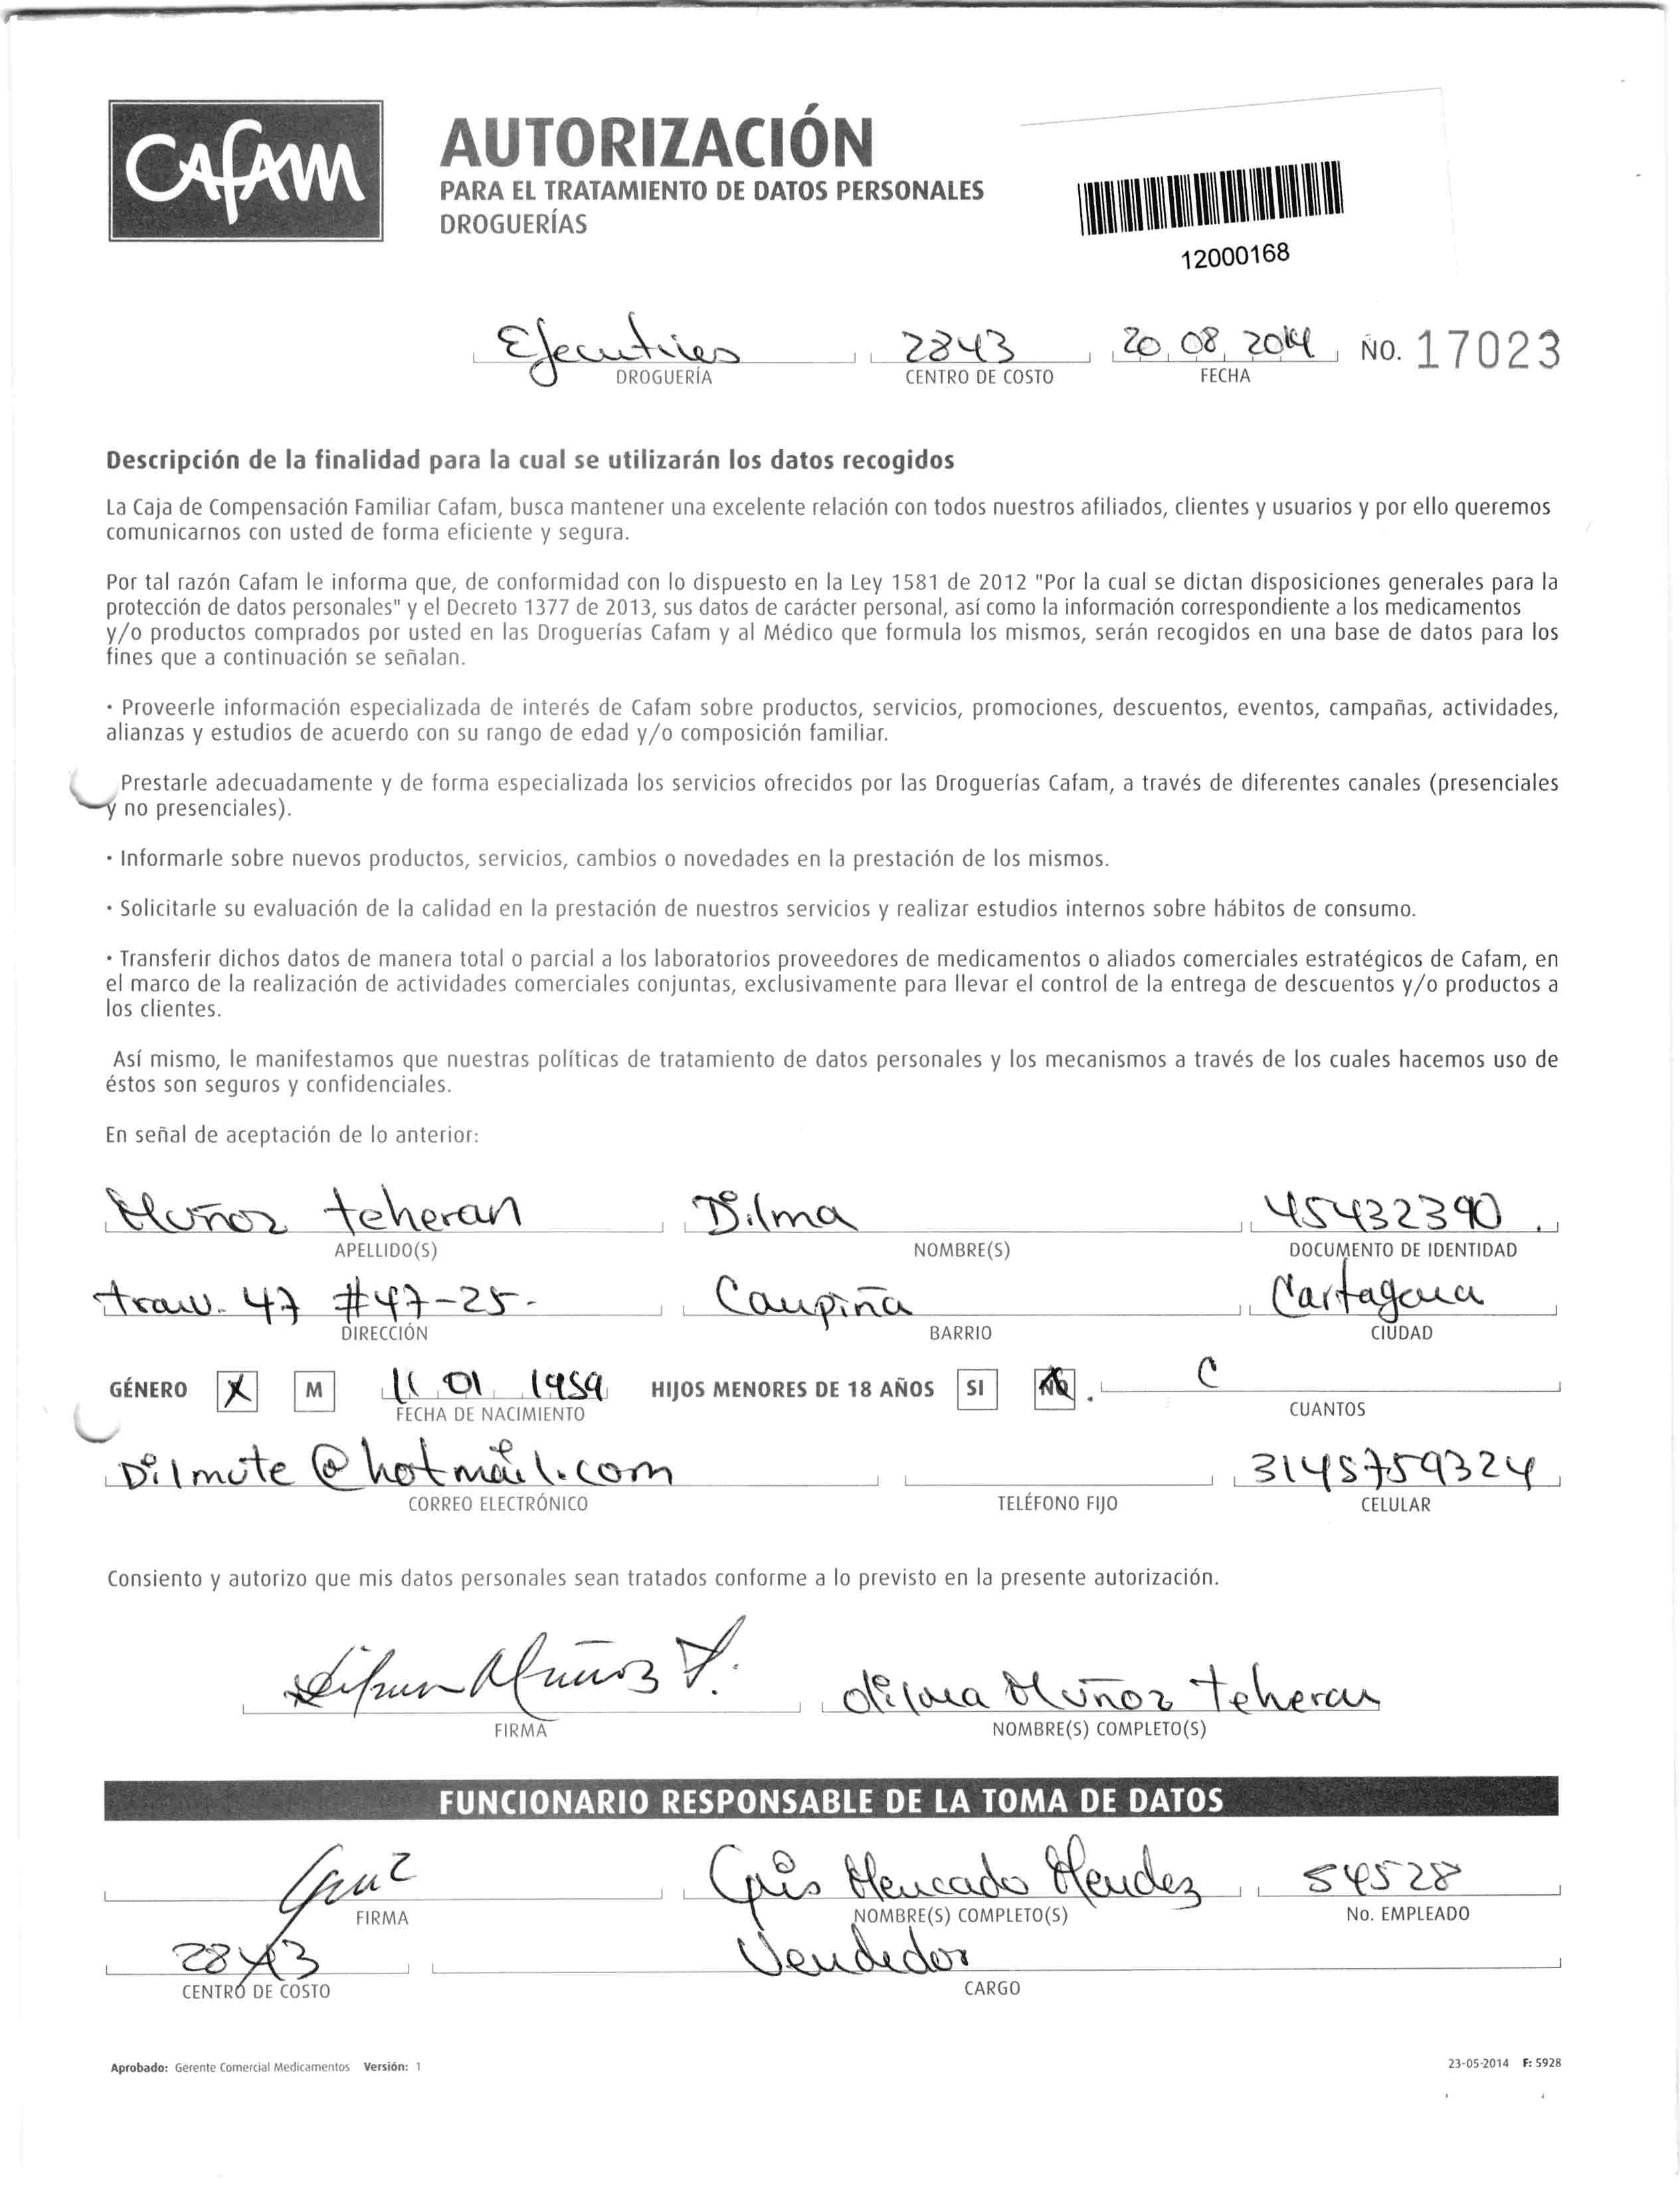 CAFAM
AUTORIZACIÓN
PARA EL TRATAMIENTO DE DATOS PERSONALES
DROGUERÍAS
12000168
2843 20 08 2014 No. 17023
DROGUERÍA CENTRO DE COSTO FECHA
Descripción de la finalidad para la cual se utilizarán los datos recogidos
La Caja de Compensación Familiar Cafam, busca mantener una excelente relación con todos nuestros afiliados, clientes y usuarios y por ello queremos
comunicarnos con usted de forma eficiente y segura.
Por tal razón Cafam le informa que, de conformidad con lo dispuesto en la Ley 1581 de 2012 "Por la cual se dictan disposiciones generales para la
protección de datos personales" y el Decreto 1377 de 2013, sus datos de carácter personal, así como la información correspondiente a los medicamentos
y/o productos comprados por usted en las Droguerías Cafam y al Médico que formula los mismos, serán recogidos en una base de datos para los
fines que a continuación se señalan.
· Proveerle información especializada de interés de Cafam sobre productos, servicios, promociones, descuentos, eventos, campañas, actividades,
alianzas y estudios de acuerdo con su rango de edad y/o composición familiar.
Prestarle adecuadamente y de forma especializada los servicios ofrecidos por las Droguerías Cafam, a través de diferentes canales (presenciales
y no presenciales).
· Informarle sobre nuevos productos, servicios, cambios o novedades en la prestación de los mismos.
· Solicitarle su evaluación de la calidad en la prestación de nuestros servicios y realizar estudios internos sobre hábitos de consumo.
· Transferir dichos datos de manera total o parcial a los laboratorios proveedores de medicamentos o aliados comerciales estratégicos de Cafam, en
el marco de la realización de actividades comerciales conjuntas, exclusivamente para llevar el control de la entrega de descuentos y/o productos a
los clientes.
Así mismo, le manifestamos que nuestras políticas de tratamiento de datos personales y los mecanismos a través de los cuales hacemos uso de
éstos son seguros y confidenciales.
En señal de aceptación de lo anterior:
Muñoz teheran Dilma 45432390
APELLIDO(S) NOMBRE(S) DOCUMENTO DE IDENTIDAD
47 #47-25- Campiña Cartagena
DIRECCIÓN BARRIO CIUDAD
GÉNERO X M 11 01 1959 HIJOS MENORES DE 18 AÑOS SI NO
FECHA DE NACIMIENTO CUANTOS
Dilmute@hotmail.com 3145759324
CORREO ELECTRÓNICO TELÉFONO FIJO CELULAR
Consiento y autorizo que mis datos personales sean tratados conforme a lo previsto en la presente autorización.
Dilma Muñoz T. dilma Muñoz teheran
FIRMA NOMBRE(S) COMPLETO(S)
FUNCIONARIO RESPONSABLE DE LA TOMA DE DATOS
Mercado Mendez 54528
FIRMA NOMBRE(S) COMPLETO(S) No. EMPLEADO
2843 Vendedor
CENTRO DE COSTO CARGO
Aprobado: Gerente Comercial Medicamentos Versión: 1 23-05-2014 F: 5928